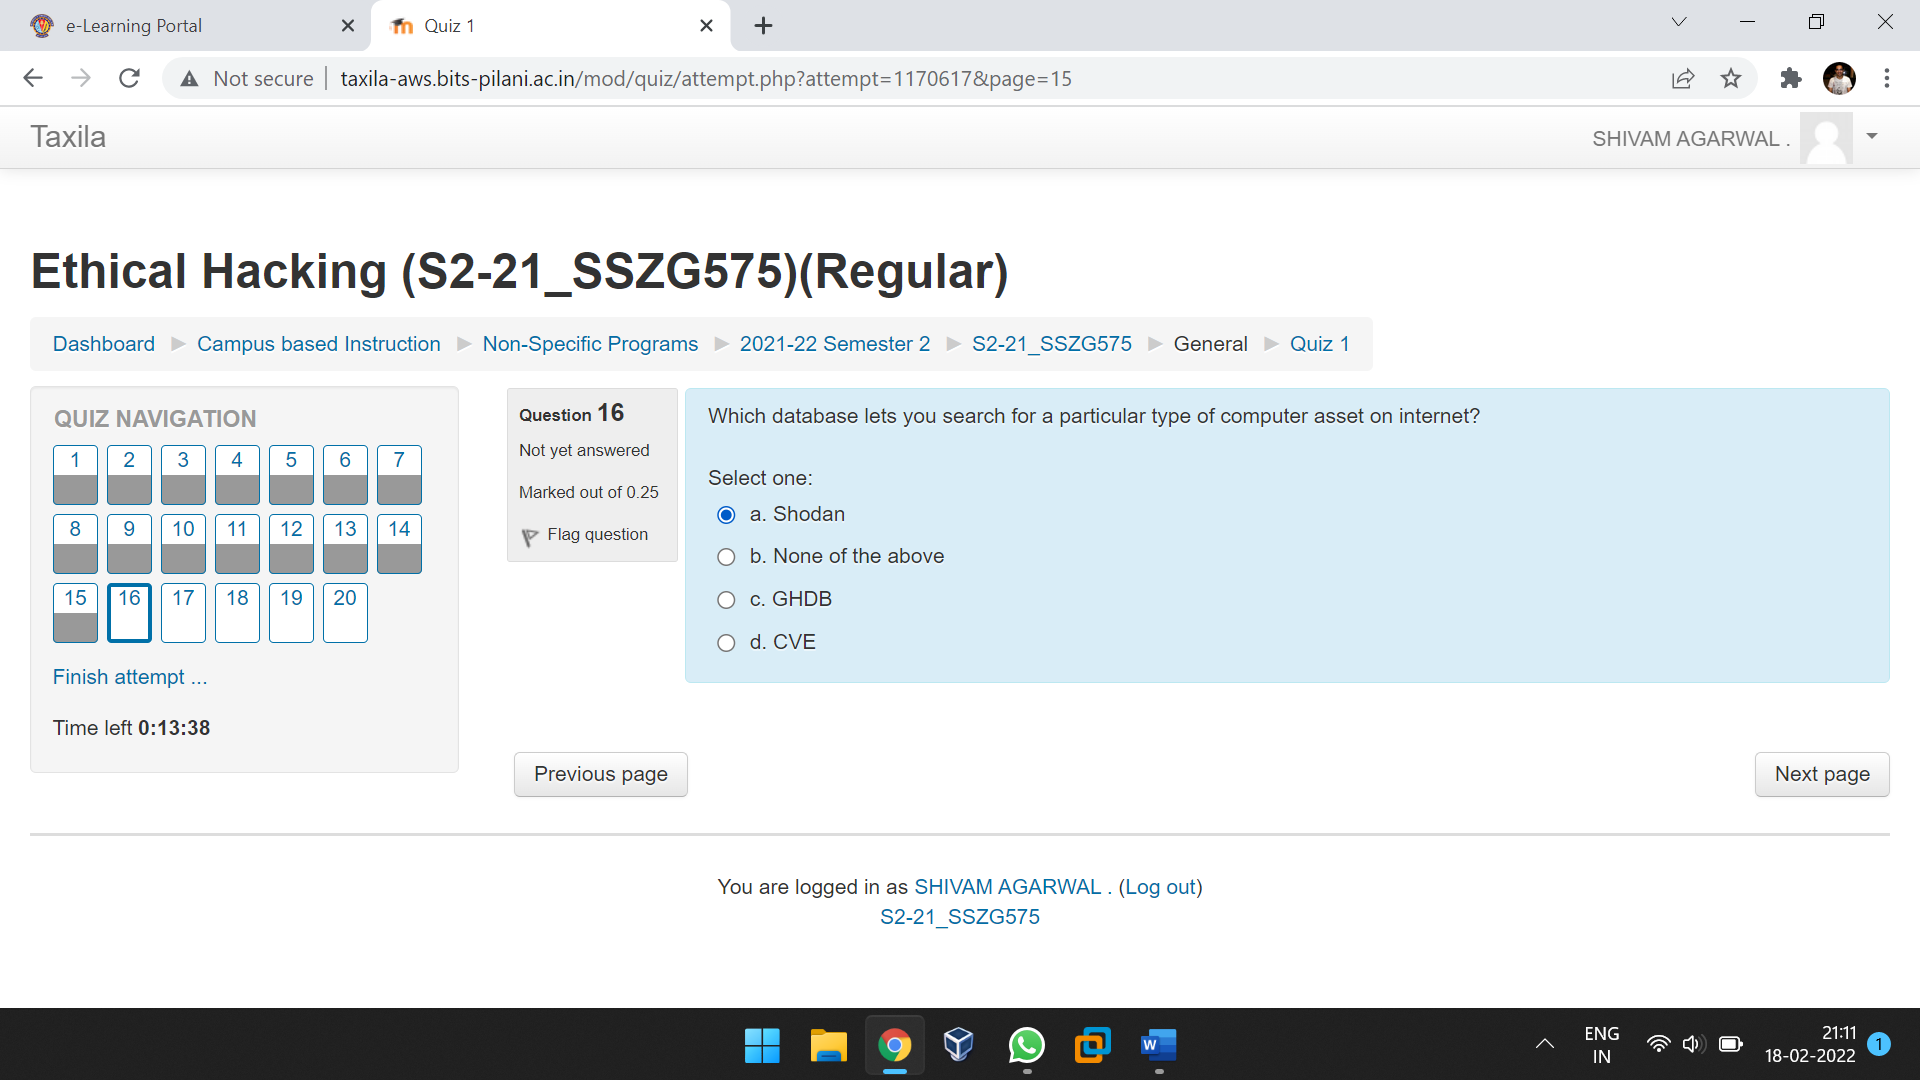 e-Learning Portal
Quiz 1
Not secure
taxila-aws.bits-pilani.ac.in/mod/quiz/attempt.php?attempt=1170617&page=15
Taxila
SHIVAM AGARWAL .
Ethical Hacking (S2-21_SSZG575)(Regular)
Dashboard ► Campus based Instruction ► Non-Specific Programs ► 2021-22 Semester 2 ► S2-21_SSZG575 ► General ► Quiz 1
QUIZ NAVIGATION
1 2 3 4 5 6 7
8 9 10 11 12 13 14
15 16 17 18 19 20
Finish attempt ...
Time left 0:13:38
Question 16
Not yet answered
Marked out of 0.25
Flag question
Which database lets you search for a particular type of computer asset on internet?
Select one:
a. Shodan
b. None of the above
c. GHDB
d. CVE
Previous page
Next page
You are logged in as SHIVAM AGARWAL . (Log out)
S2-21_SSZG575
W
ENG
IN
21:11
18-02-2022
1